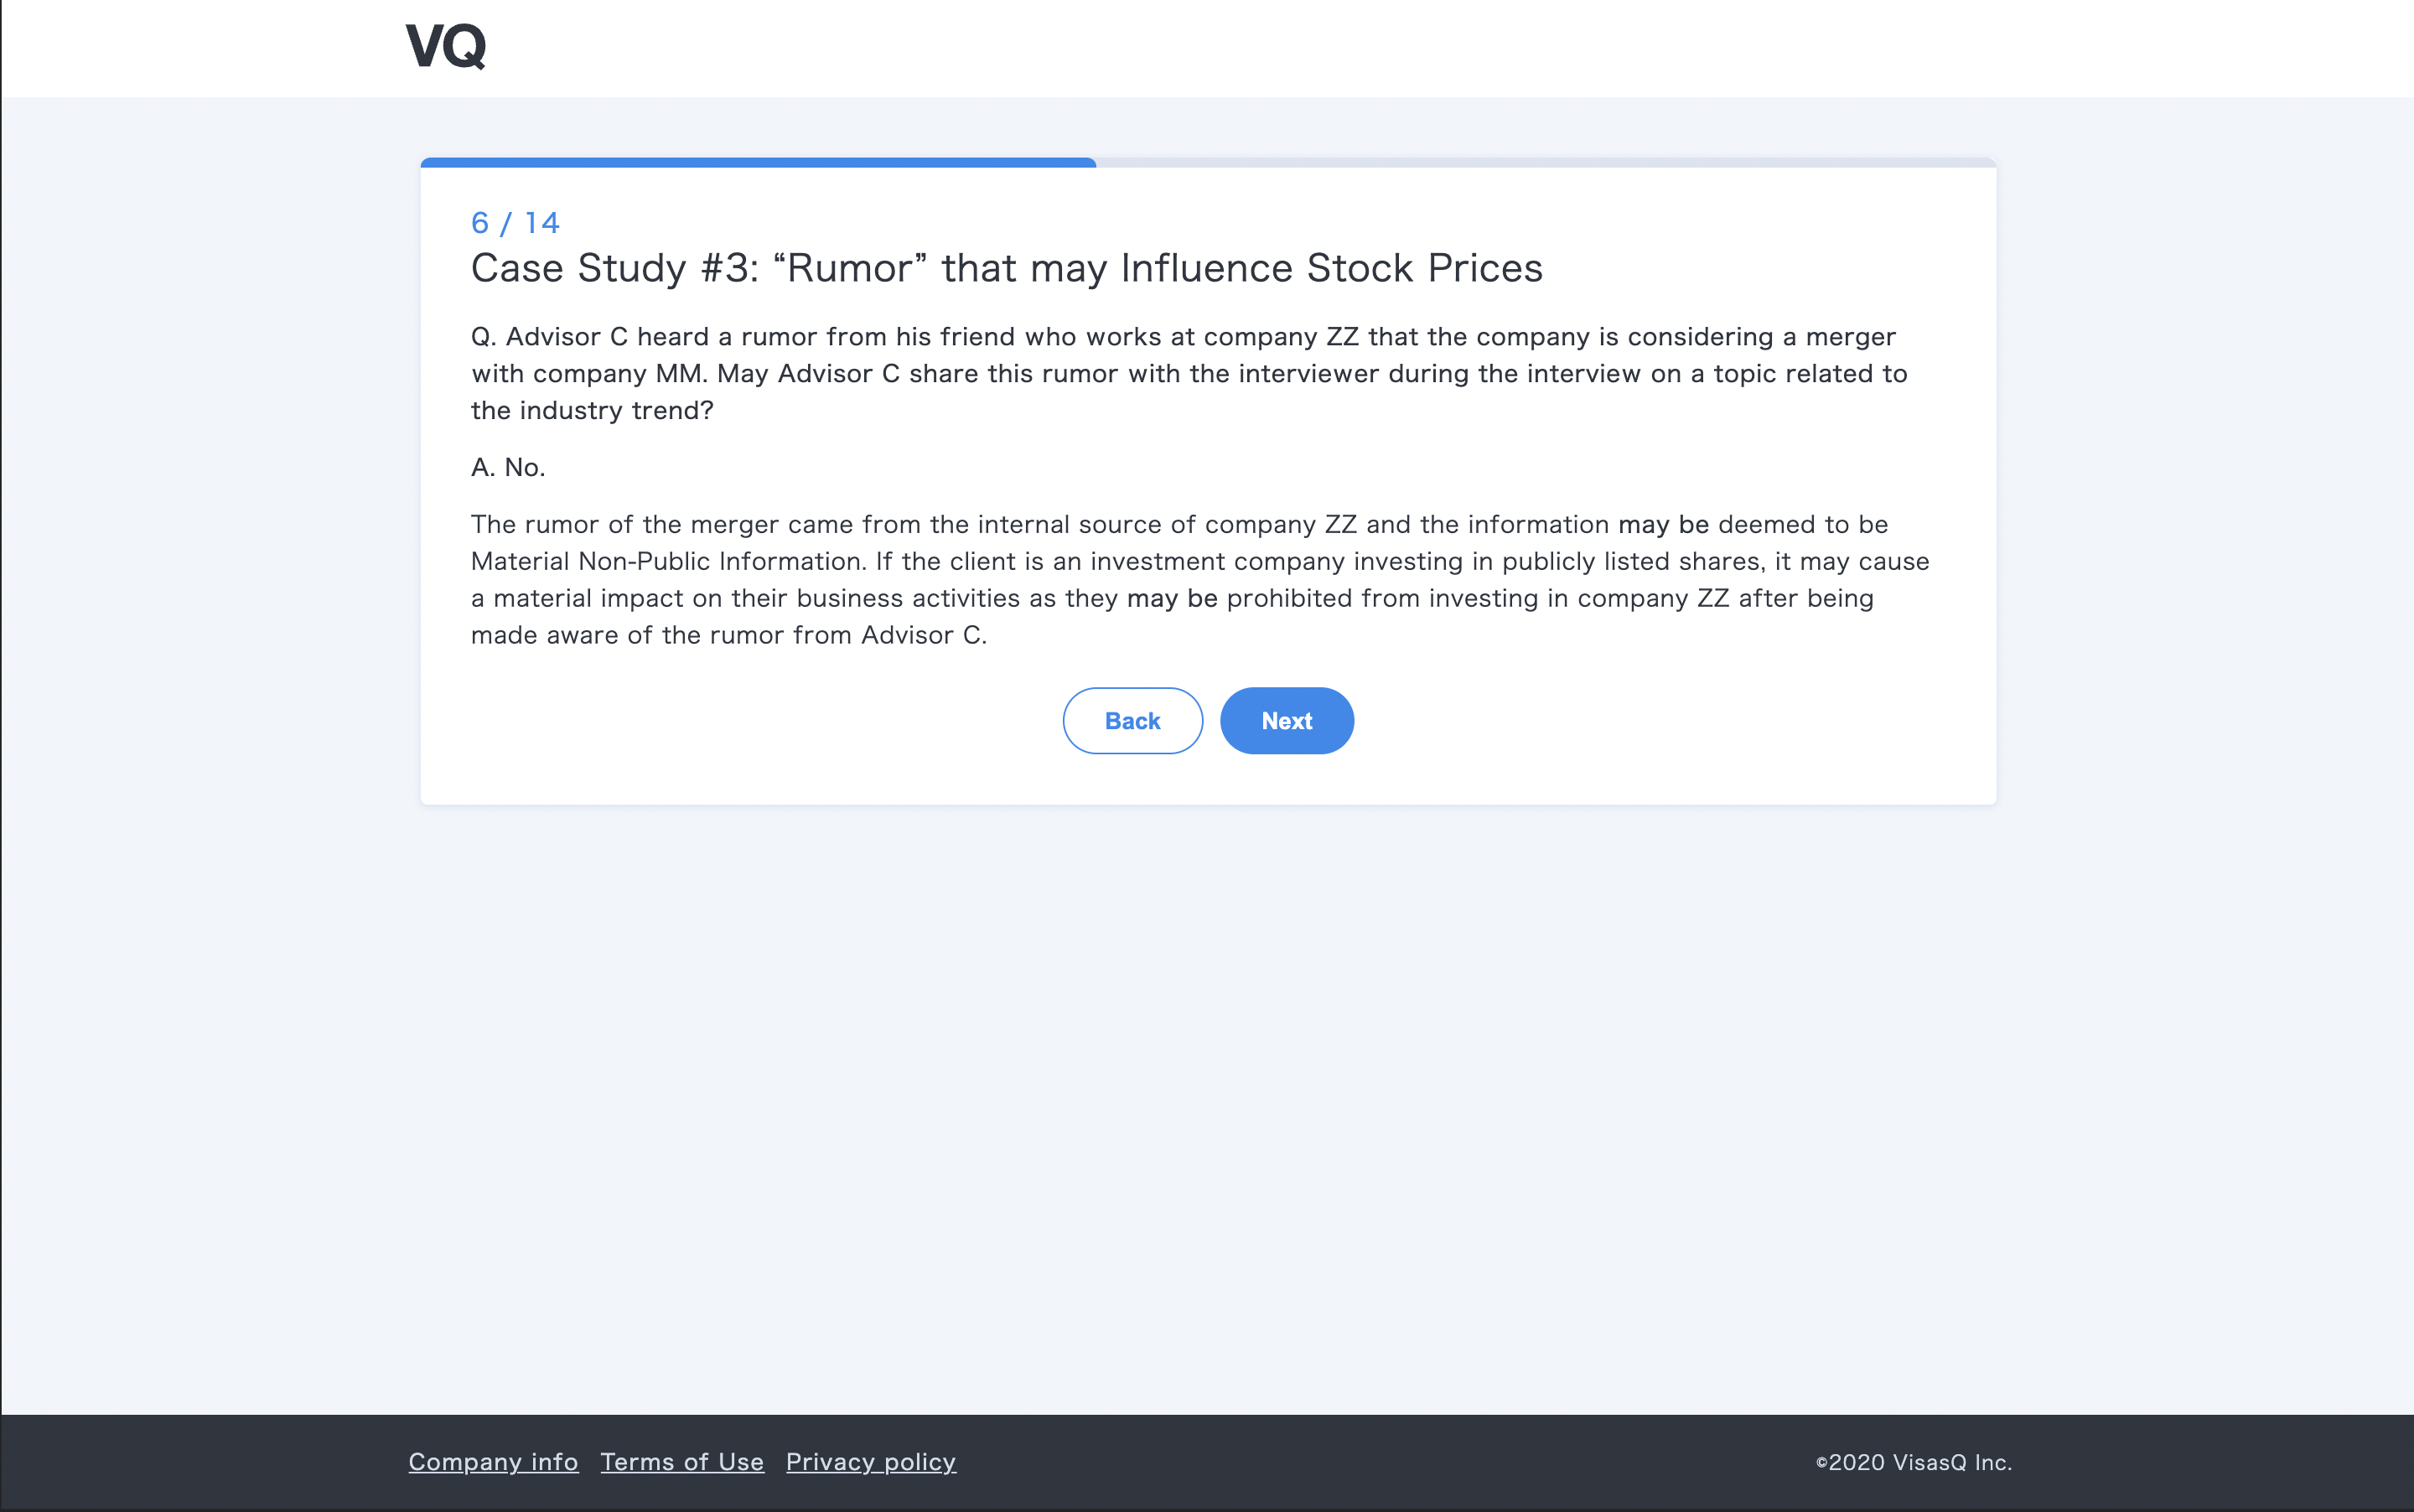 VQ
6 / 14
Case Study #3: “Rumor” that may Influence Stock Prices
Q. Advisor C heard a rumor from his friend who works at company ZZ that the company is considering a merger
with company MM. May Advisor C share this rumor with the interviewer during the interview on a topic related to
the industry trend?
A. No.
The rumor of the merger came from the internal source of company ZZ and the information may be deemed to be
Material Non-Public Information. If the client is an investment company investing in publicly listed shares, it may cause
a material impact on their business activities as they may be prohibited from investing in company ZZ after being
made aware of the rumor from Advisor C.
Back Next
Company info Terms of Use Privacy policy ©2020 VisasQ Inc.